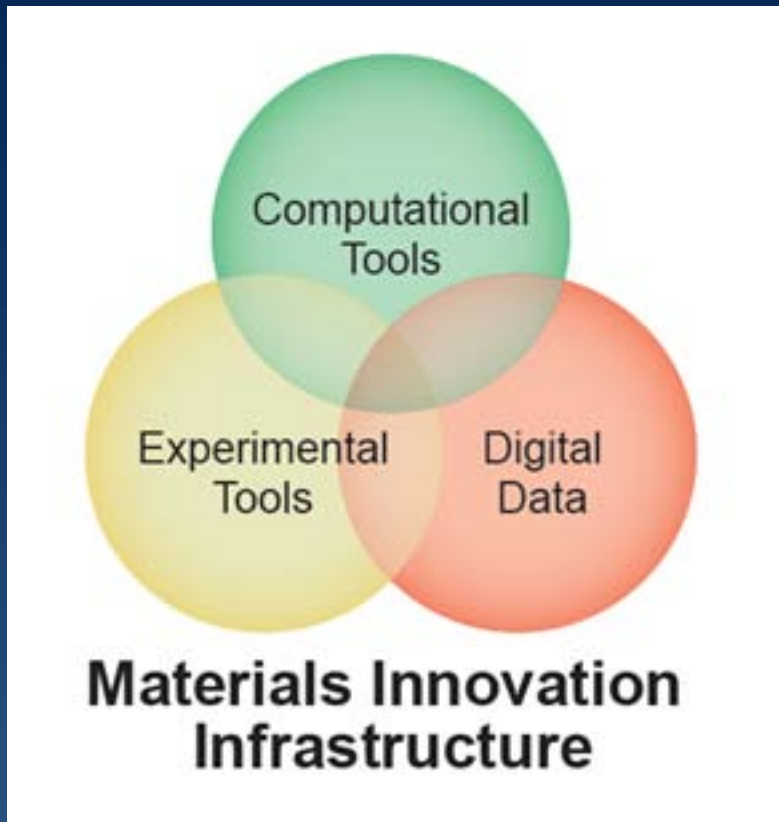 Computational
Tools
Experimental
Tools
Digital
Data
Materials Innovation
Infrastructure